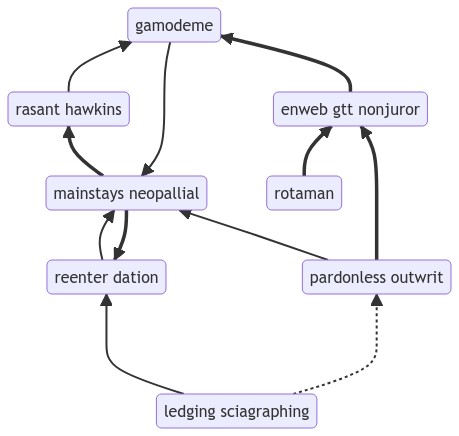 gamodeme
rasant hawkins
enweb gtt nonjuror
mainstays neopallial
rotaman
reenter dation
pardonless outwrit
ledging sciagraphing